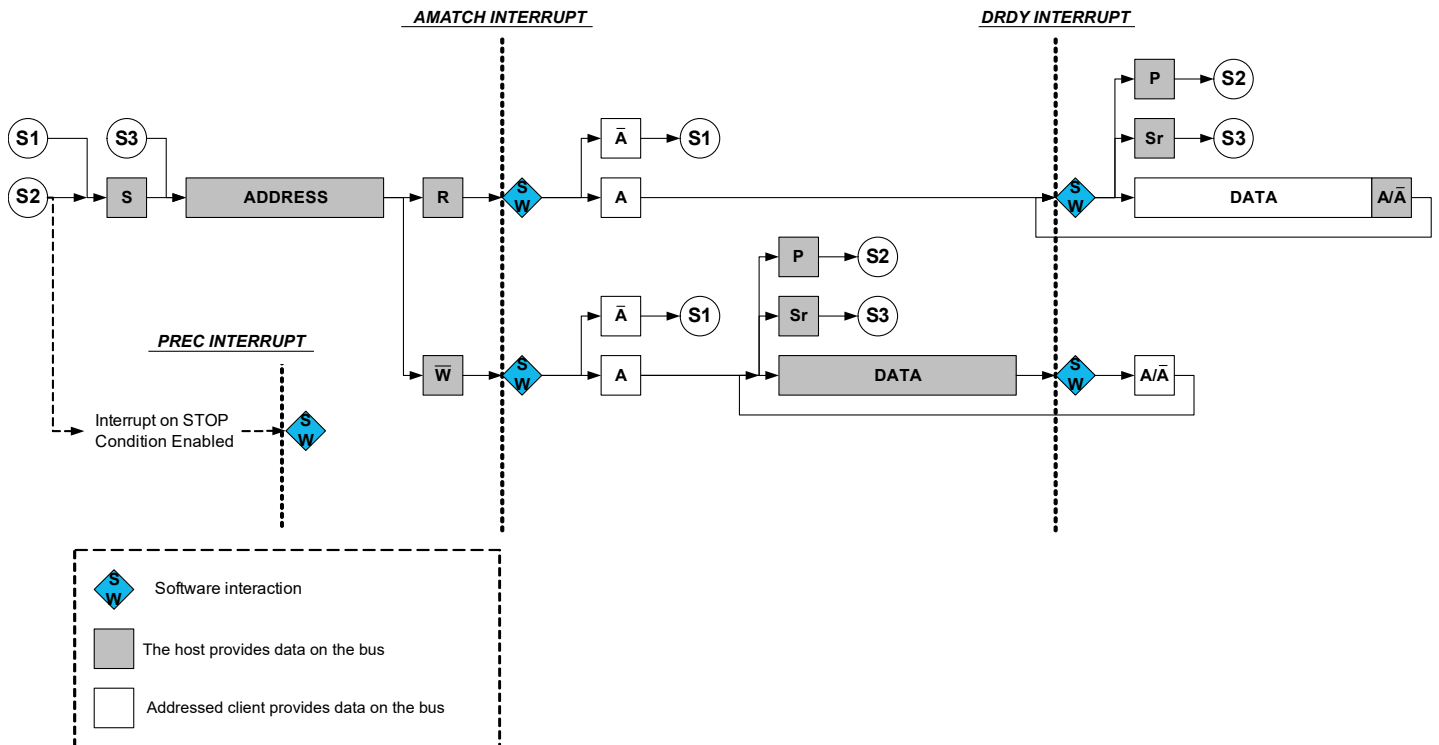 AMATCH INTERRUPT
DRDY INTERRUPT
P
S2
S1
S3
A̅
S1
Sr
S3
S2
S
ADDRESS
R
S
W
A
S
W
DATA
A/A̅
P
S2
A̅
S1
Sr
S3
PREC INTERRUPT
W̅
S
W
A
DATA
S
W
A/A̅
Interrupt on STOP
Condition Enabled
S
W
S
W
Software interaction
The host provides data on the bus
Addressed client provides data on the bus